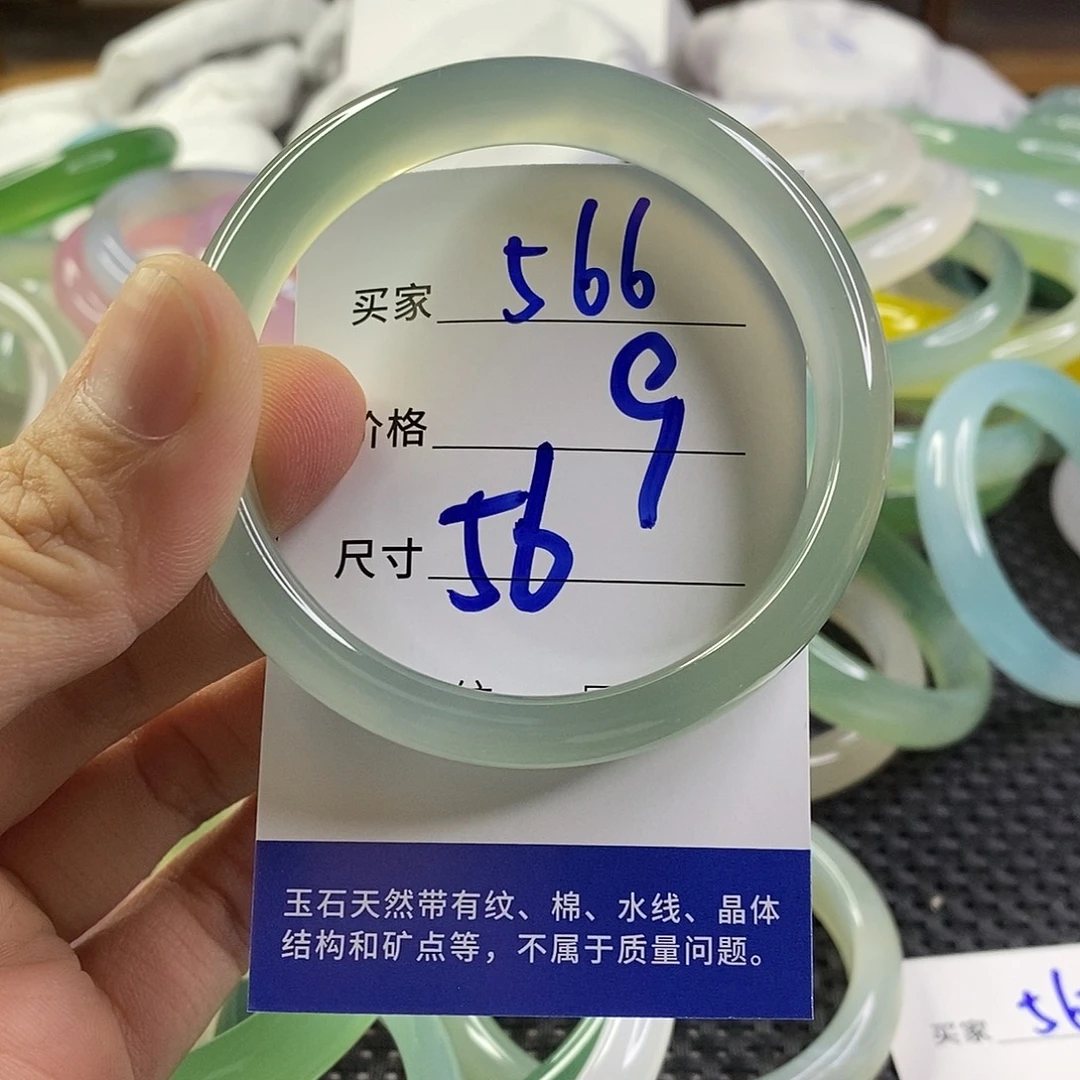 买家 566
价格 9
尺寸 56
玉石天然带有纹、棉、水线、晶体
结构和矿点等，不属于质量问题。
买家 56